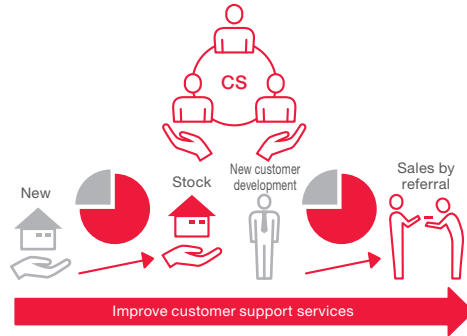 CS
New
Stock
New customer
development
Sales by
referral
Improve customer support services